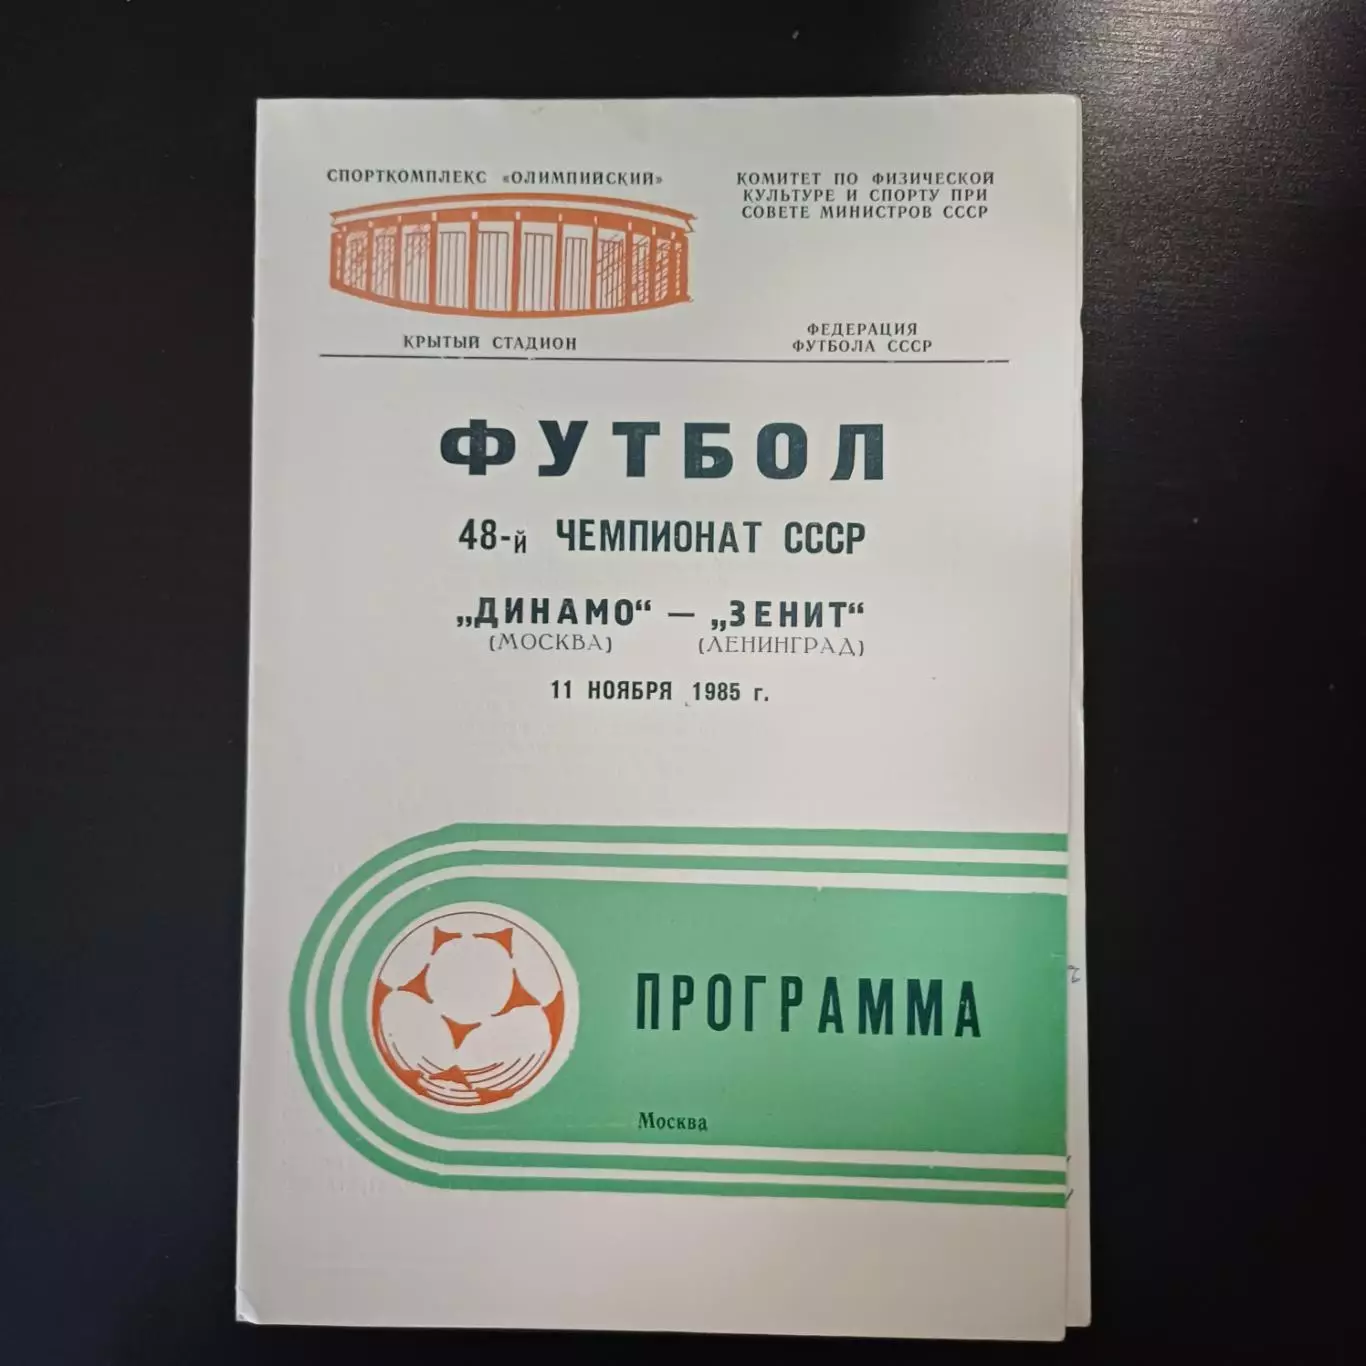 СПОРТКОМПЛЕКС «ОЛИМПИЙСКИЙ»
КРЫТЫЙ СТАДИОН
КОМИТЕТ ПО ФИЗИЧЕСКОЙ
КУЛЬТУРЕ И СПОРТУ ПРИ
СОВЕТЕ МИНИСТРОВ СССР
ФЕДЕРАЦИЯ
ФУТБОЛА СССР
ФУТБОЛ
48-й ЧЕМПИОНАТ СССР
„ДИНАМО“ — „ЗЕНИТ“
(МОСКВА) (ЛЕНИНГРАД)
11 НОЯБРЯ 1985 г.
ПРОГРАММА
Москва